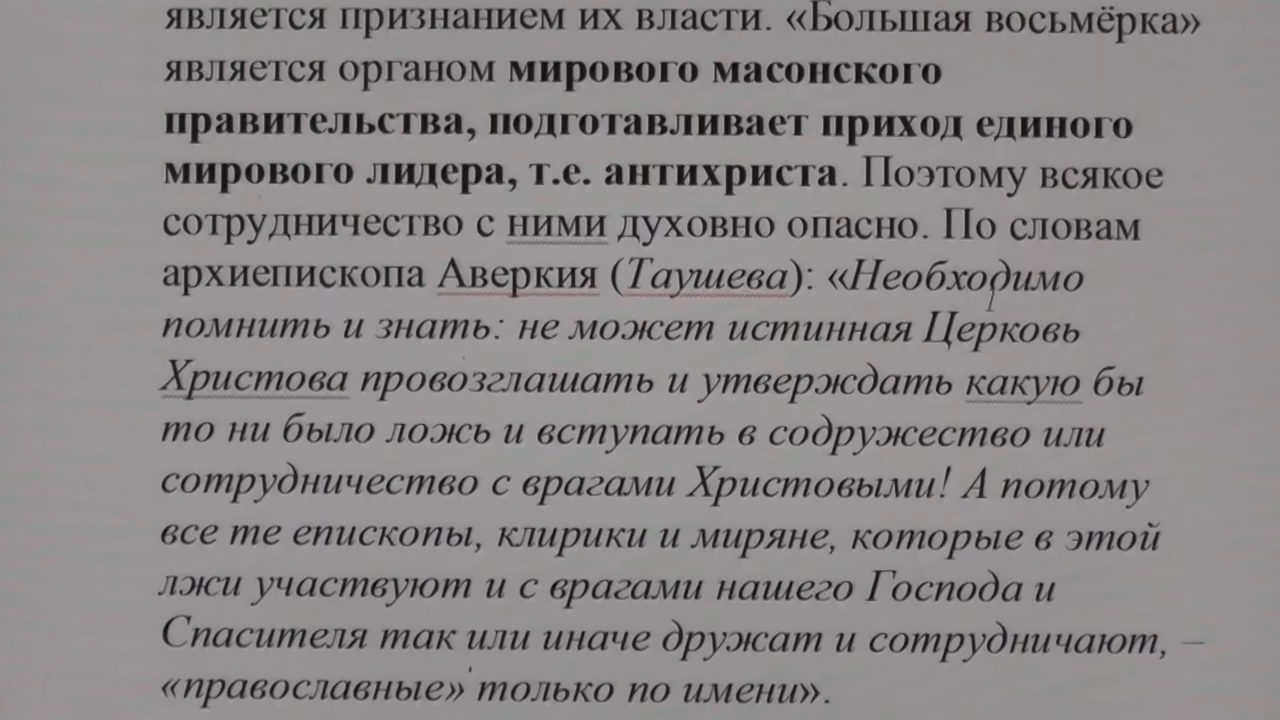 является признанием их власти. «Большая восьмёрка»
является органом мирового масонского
правительства, подготавливает приход единого
мирового лидера, т.е. антихриста. Поэтому всякое
сотрудничество с ними духовно опасно. По словам
архиепископа Аверкия (Таушева): «Необходимо
помнить и знать: не может истинная Церковь
Христова провозглашать и утверждать какую бы
то ни было ложь и вступать в содружество или
сотрудничество с врагами Христовыми! А потому
все те епископы, клирики и миряне, которые в этой
лжи участвуют и с врагами нашего Господа и
Спасителя так или иначе дружат и сотрудничают, –
«православные» только по имени».